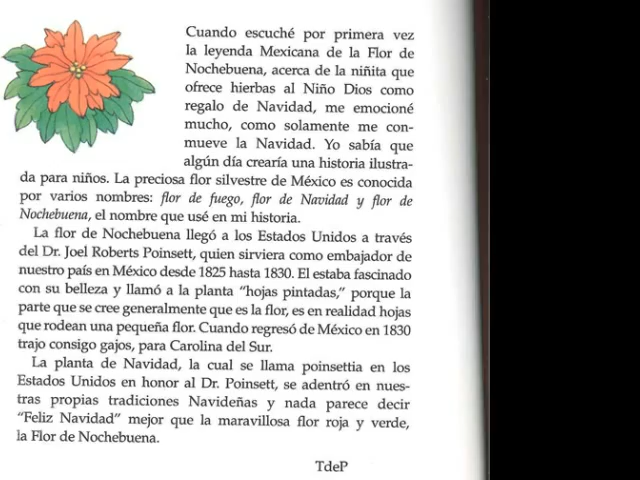 Cuando escuché por primera vez
la leyenda Mexicana de la Flor de
Nochebuena, acerca de la niñita que
ofrece hierbas al Niño Dios como
regalo de Navidad, me emocioné
mucho, como solamente me con-
mueve la Navidad. Yo sabía que
algún día crearía una historia ilustra-
da para niños. La preciosa flor silvestre de México es conocida
por varios nombres: flor de fuego, flor de Navidad y flor de
Nochebuena, el nombre que usé en mi historia.
La flor de Nochebuena llegó a los Estados Unidos a través
del Dr. Joel Roberts Poinsett, quien sirviera como embajador de
nuestro país en México desde 1825 hasta 1830. El estaba fascinado
con su belleza y llamó a la planta “hojas pintadas,” porque la
parte que se cree generalmente que es la flor, es en realidad hojas
que rodean una pequeña flor. Cuando regresó de México en 1830
trajo consigo gajos, para Carolina del Sur.
La planta de Navidad, la cual se llama poinsettia en los
Estados Unidos en honor al Dr. Poinsett, se adentró en nues-
tras propias tradiciones Navideñas y nada parece decir
“Feliz Navidad” mejor que la maravillosa flor roja y verde,
la Flor de Nochebuena.
TdeP